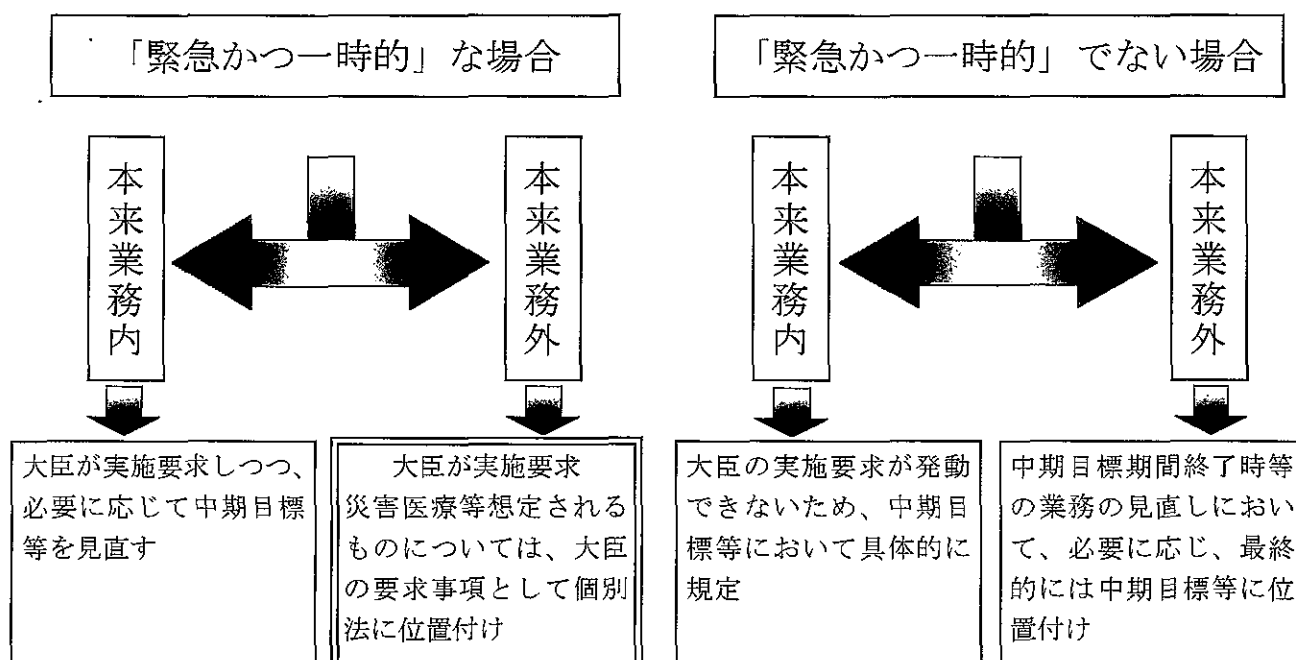 「緊急かつ一時的」な場合
「緊急かつ一時的」でない場合
本来業務内
本来業務外
本来業務内
本来業務外
大臣が実施要求しつつ、
必要に応じて中期目標
等を見直す
大臣が実施要求
災害医療等想定される
ものについては、大臣
の要求事項として個別
法に位置付け
大臣の実施要求が発動
できないため、中期目
標等において具体的に
規定
中期目標期間終了時等
の業務の見直しにおい
て、必要に応じ、最終
的には中期目標等に位
置付け